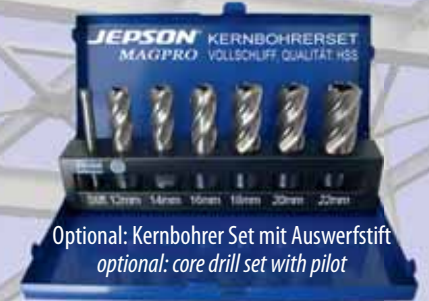 JEPSON® KERNBOHRERSET
MAGPRO VOLLSCHLIFF, QUALITÄT: HSS
12mm 14mm 16mm 18mm 20mm 22mm
Optional: Kernbohrer Set mit Auswerfstift
optional: core drill set with pilot